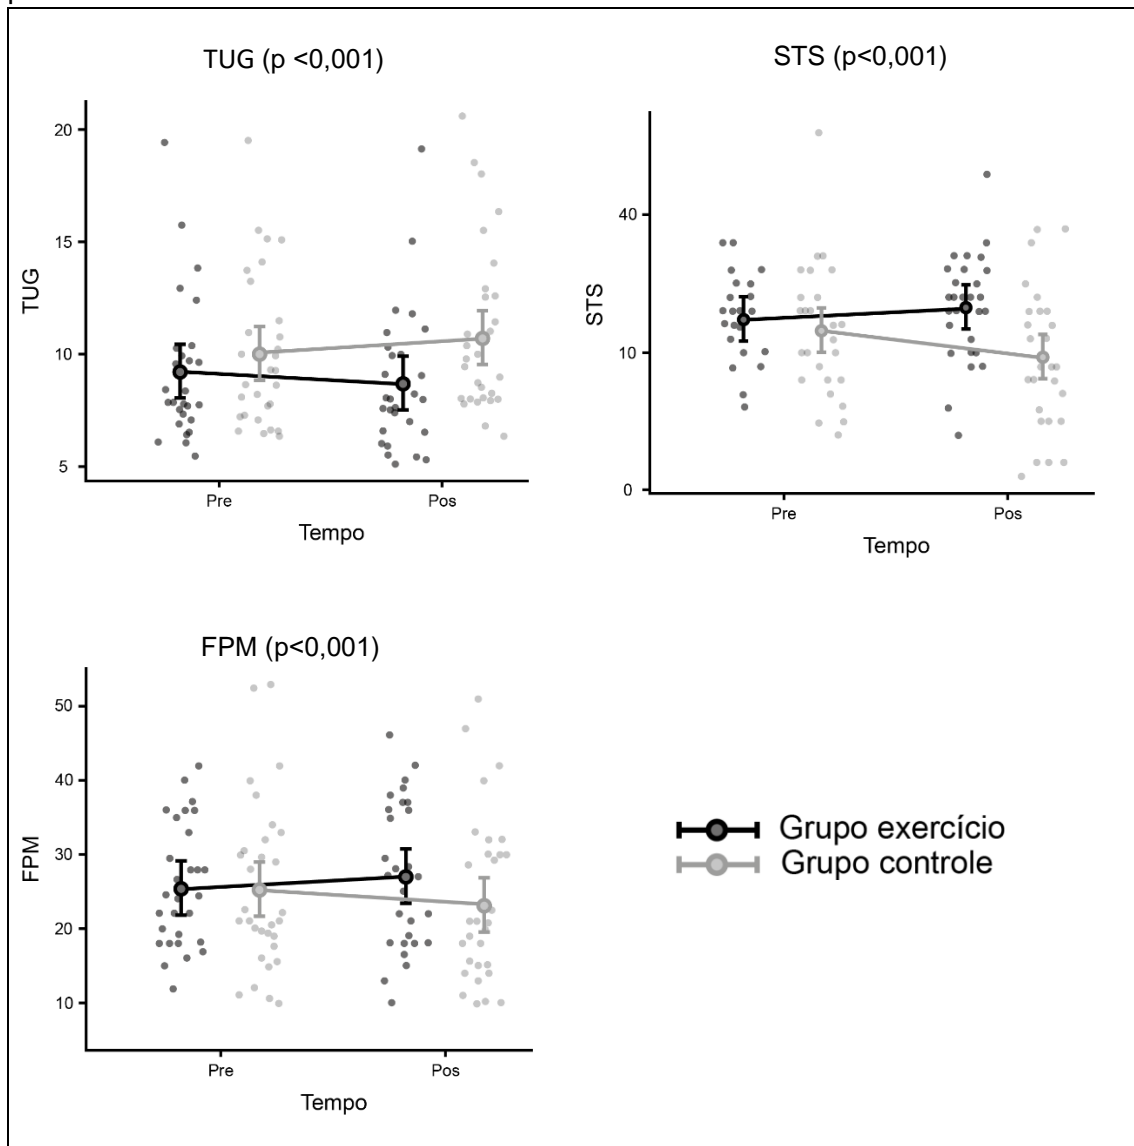 TUG (p <0,001)
TUG
20
15
10
5
Pre
Pos
Tempo
STS (p<0,001)
STS
40
10
0
Pre
Pos
Tempo
FPM (p<0,001)
FPM
50
40
30
20
10
Pre
Pos
Tempo
Grupo exercício
Grupo controle